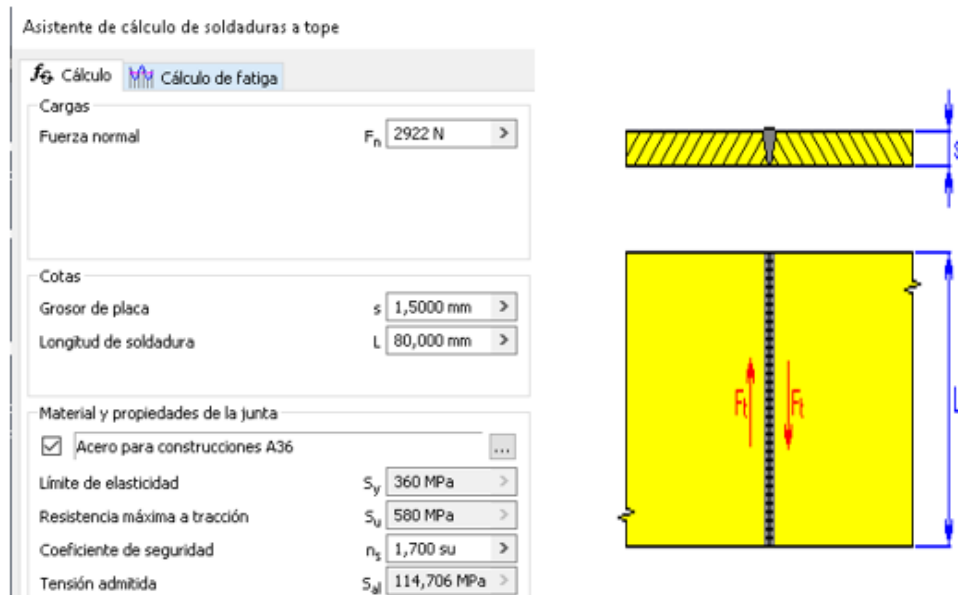 Asistente de cálculo de soldaduras a tope
Cálculo Cálculo de fatiga
Cargas
Fuerza normal Fn 2922 N >
Cotas
Grosor de placa s 1,5000 mm >
Longitud de soldadura L 80,000 mm >
Material y propiedades de la junta
Acero para construcciones A36 ...
Límite de elasticidad Sy 360 MPa >
Resistencia máxima a tracción Su 580 MPa >
Coeficiente de seguridad ns 1,700 su >
Tensión admitida Sal 114,706 MPa >
Ft Ft